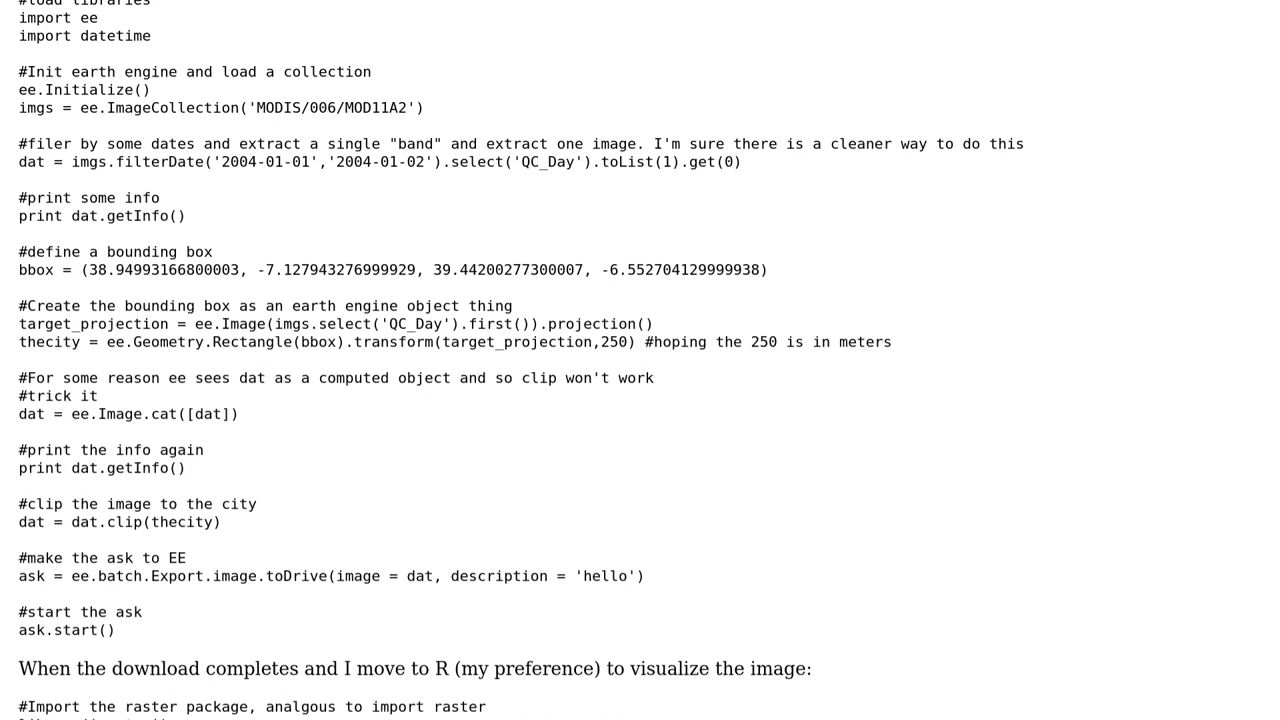 #load libraries
import ee
import datetime
#Init earth engine and load a collection
ee.Initialize()
imgs = ee.ImageCollection('MODIS/006/MOD11A2')
#filer by some dates and extract a single "band" and extract one image. I'm sure there is a cleaner way to do this
dat = imgs.filterDate('2004-01-01','2004-01-02').select('QC_Day').toList(1).get(0)
#print some info
print dat.getInfo()
#define a bounding box
bbox = (38.94993166800003, -7.127943276999929, 39.44200277300007, -6.552704129999938)
#Create the bounding box as an earth engine object thing
target_projection = ee.Image(imgs.select('QC_Day').first()).projection()
thecity = ee.Geometry.Rectangle(bbox).transform(target_projection,250) #hoping the 250 is in meters
#For some reason ee sees dat as a computed object and so clip won't work
#trick it
dat = ee.Image.cat([dat])
#print the info again
print dat.getInfo()
#clip the image to the city
dat = dat.clip(thecity)
#make the ask to EE
ask = ee.batch.Export.image.toDrive(image = dat, description = 'hello')
#start the ask
ask.start()
When the download completes and I move to R (my preference) to visualize the image:
#Import the raster package, analgous to import raster